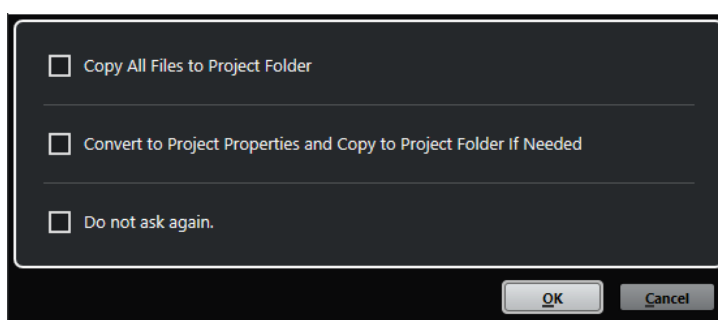 Copy All Files to Project Folder
Convert to Project Properties and Copy to Project Folder If Needed
Do not ask again.
OK
Cancel